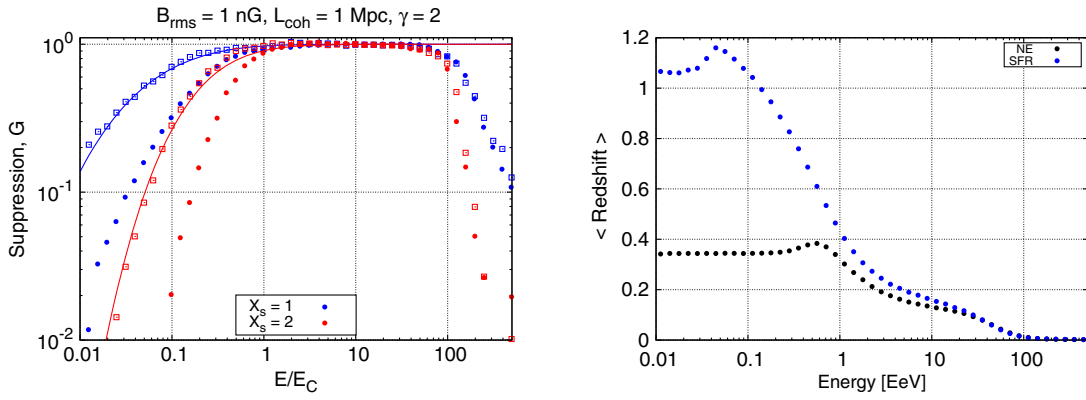 B_rms = 1 nG, L_coh = 1 Mpc, γ = 2
Suppression, G
10^0
10^-1
10^-2
X_s = 1
X_s = 2
0.01 0.1 1 10 100
E/E_C
< Redshift >
1.2
1
0.8
0.6
0.4
0.2
0
NE
SFR
0.01 0.1 1 10 100
Energy [EeV]